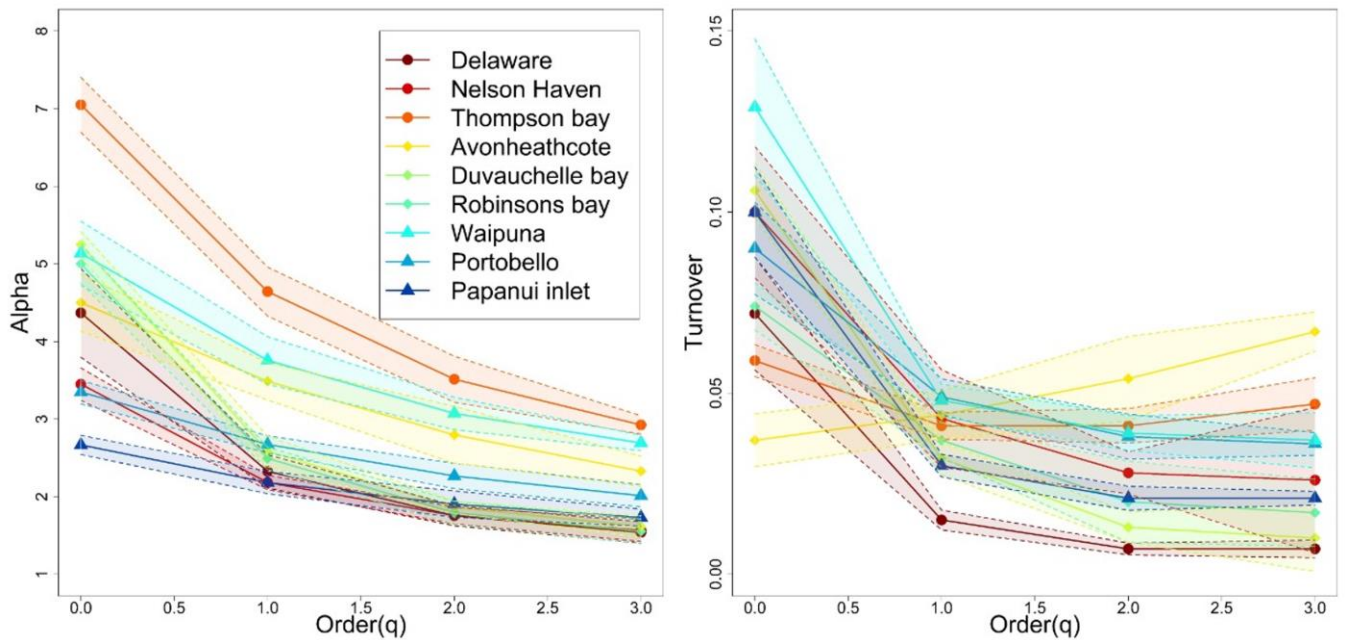 8
7
6
5
4
3
2
1
Alpha
0.0 0.5 1.0 1.5 2.0 2.5 3.0
Order(q)
Delaware
Nelson Haven
Thompson bay
Avonheathcote
Duvauchelle bay
Robinsons bay
Waipuna
Portobello
Papanui inlet
0.15
0.10
0.05
0.00
Turnover
0.0 0.5 1.0 1.5 2.0 2.5 3.0
Order(q)